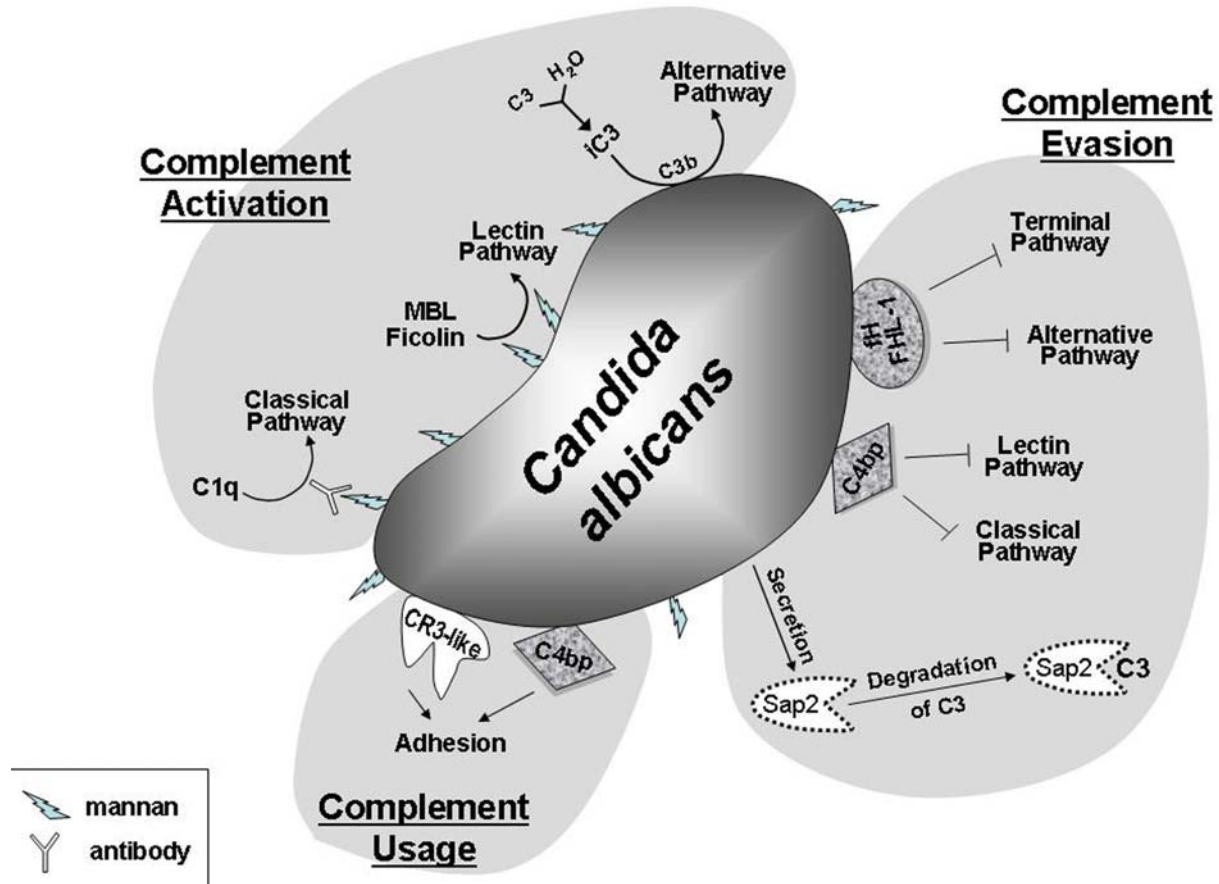 Complement
Activation
C3
H2O
iC3
C3b
Alternative
Pathway
Lectin
Pathway
MBL
Ficolin
Classical
Pathway
C1q
Candida
albicans
Complement
Evasion
fH
FHL-1
Terminal
Pathway
Alternative
Pathway
C4bp
Lectin
Pathway
Classical
Pathway
Secretion
Sap2
Degradation
of C3
Sap2 C3
CR3-like
C4bp
Adhesion
Complement
Usage
mannan
antibody